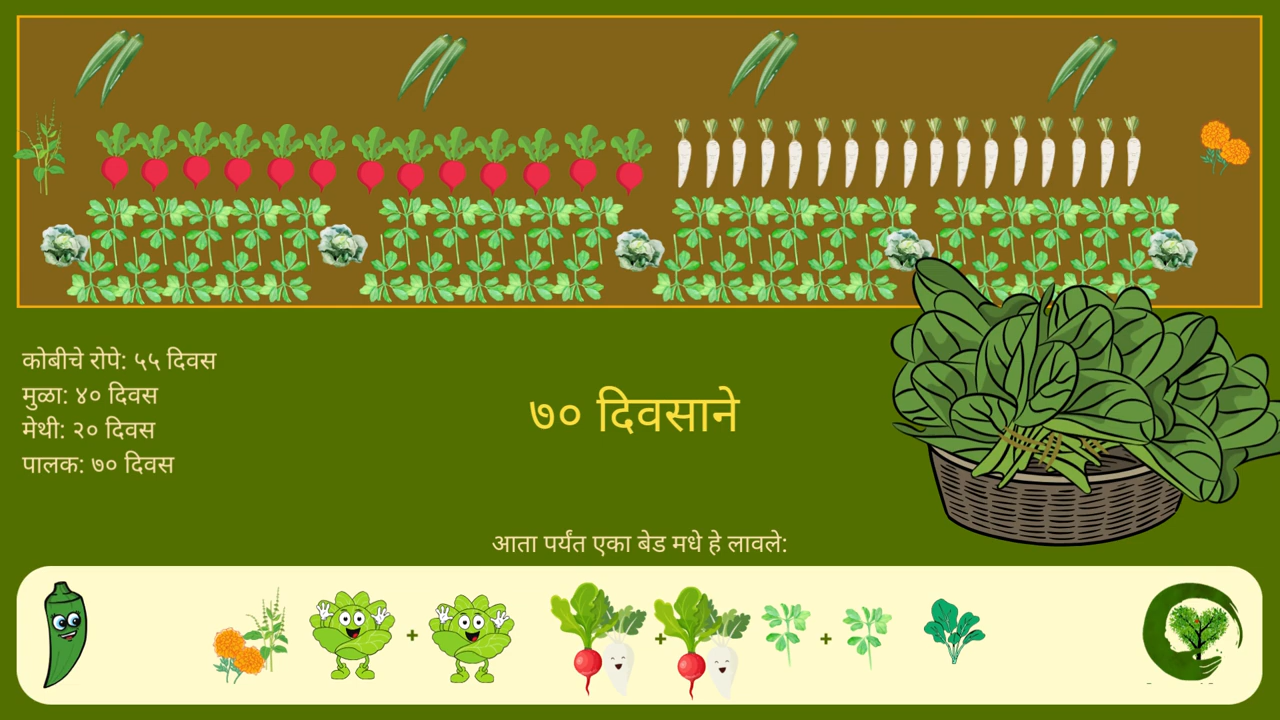 कोबीचे रोपे: ५५ दिवस
मुळा: ४० दिवस
मेथी: २० दिवस
पालक: ७० दिवस
७० दिवसाने
आता पर्यंत एका बेड मधे हे लावले: